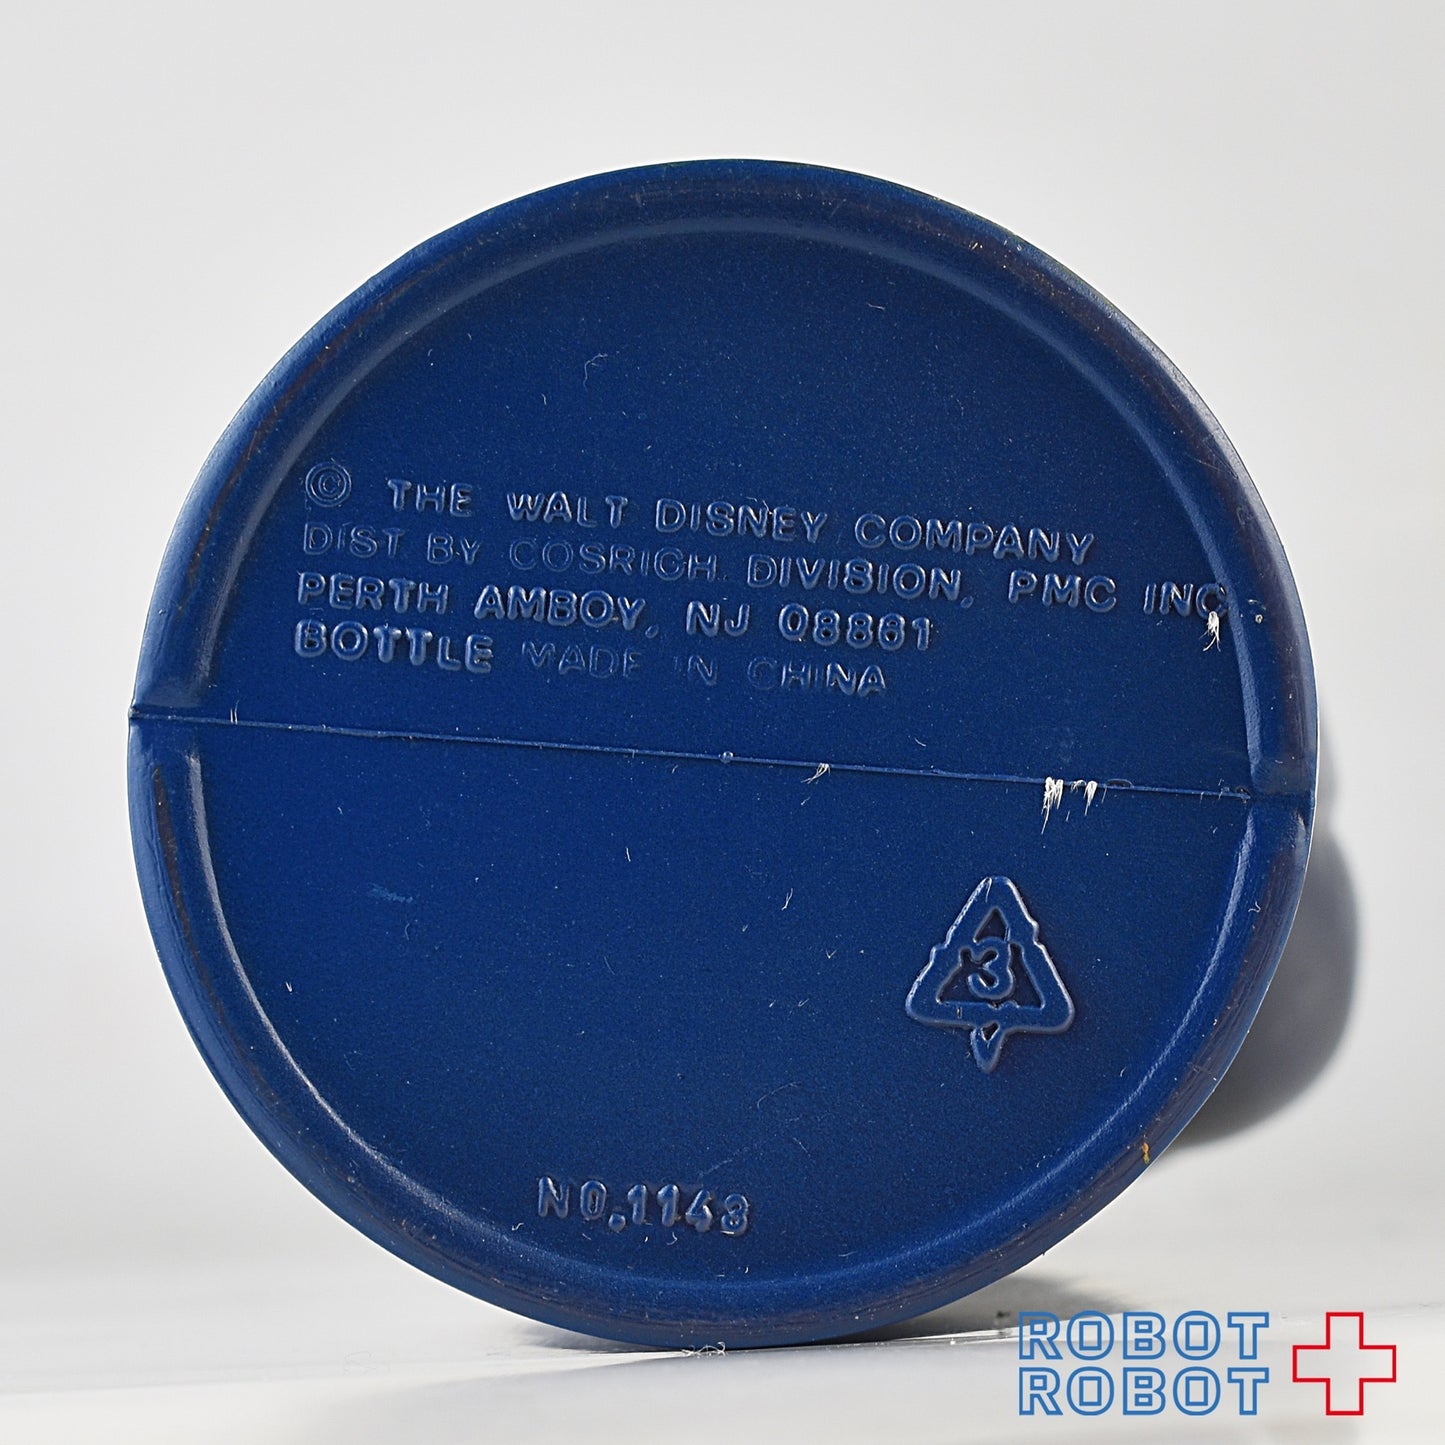 © THE WALT DISNEY COMPANY
DIST BY COSRICH DIVISION, PMC INC.
PERTH AMBOY, NJ 08861
BOTTLE MADE IN CHINA
3
NO.1143
ROBOT
ROBOT